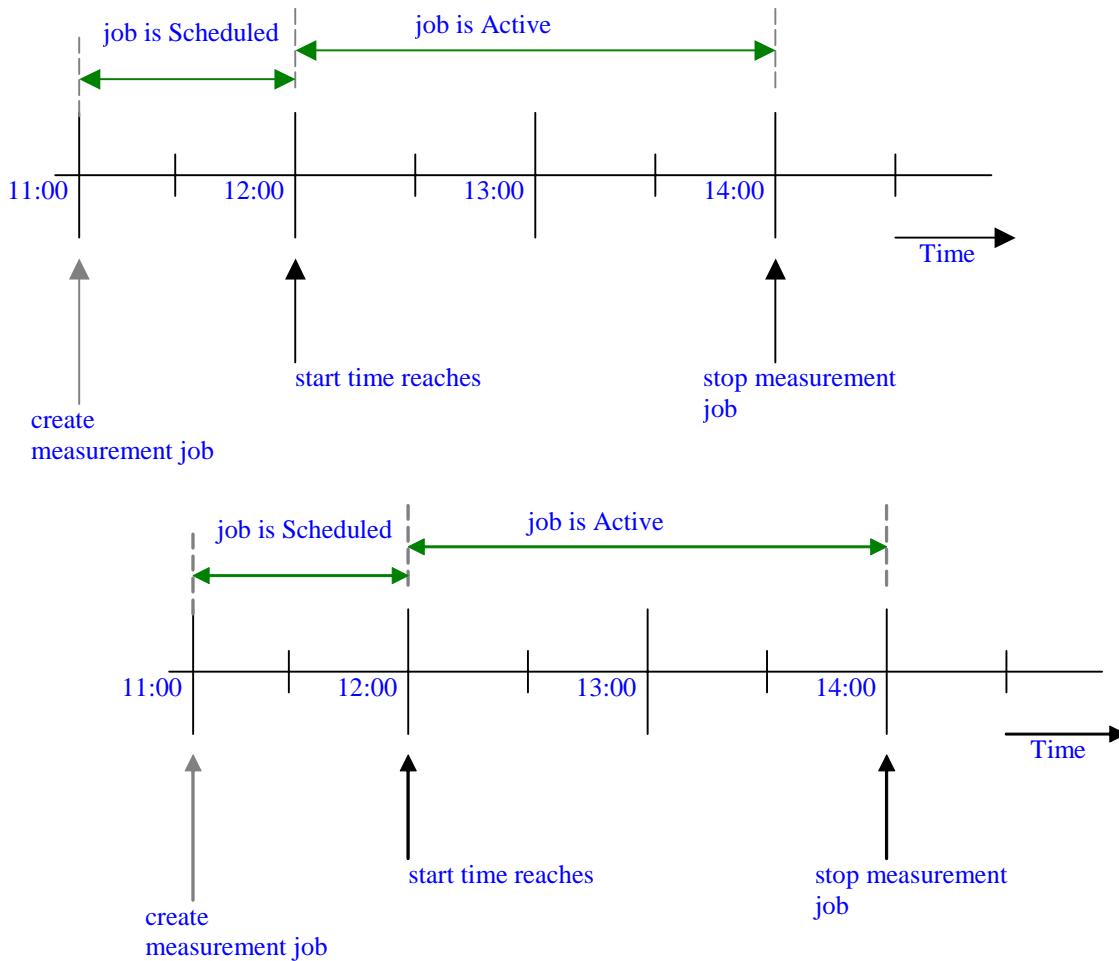 job is Scheduled
job is Active
11:00
12:00
13:00
14:00
Time
start time reaches
stop measurement
job
create
measurement job
job is Scheduled
job is Active
11:00
12:00
13:00
14:00
Time
start time reaches
stop measurement
job
create
measurement job